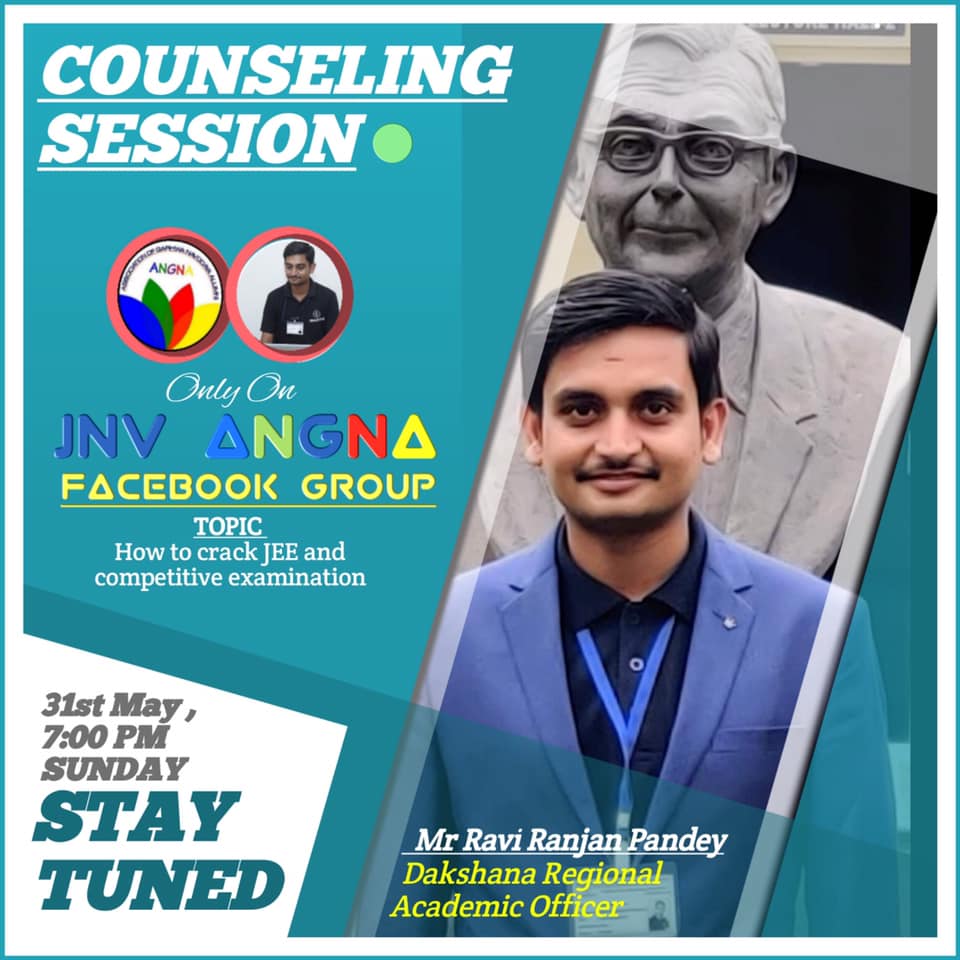 COUNSELING
SESSION
ANGNA
Only On
JNV ANGNA
FACEBOOK GROUP
TOPIC
How to crack JEE and
competitive examination
31st May ,
7:00 PM
SUNDAY
STAY
TUNED
Mr Ravi Ranjan Pandey
Dakshana Regional
Academic Officer